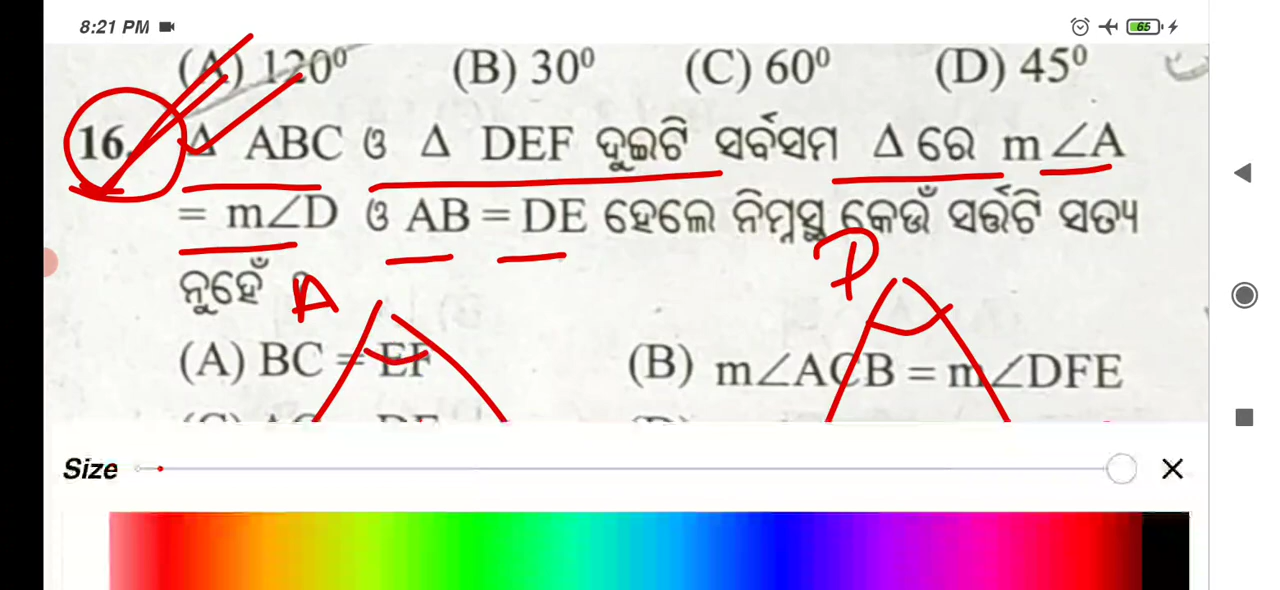 8:21 PM
65
(A) 120⁰ (B) 30⁰ (C) 60⁰ (D) 45⁰
16. Δ ABC ଓ Δ DEF ଦୁଇଟି ସର୍ବସମ Δ ରେ m∠A
= m∠D ଓ AB = DE ହେଲେ ନିମ୍ନସ୍ଥ କେଉଁ ସର୍ତ୍ତଟି ସତ୍ୟ
ନୁହେଁ
A D
(A) BC = EF (B) m∠ACB = m∠DFE
Size